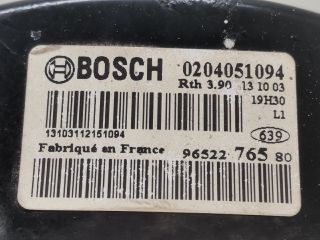 BOSCH 0204051094
Rth 3.90 13 10 03
19H30
L1
13103112151094
639
Fabriqué en France 96522 765 80